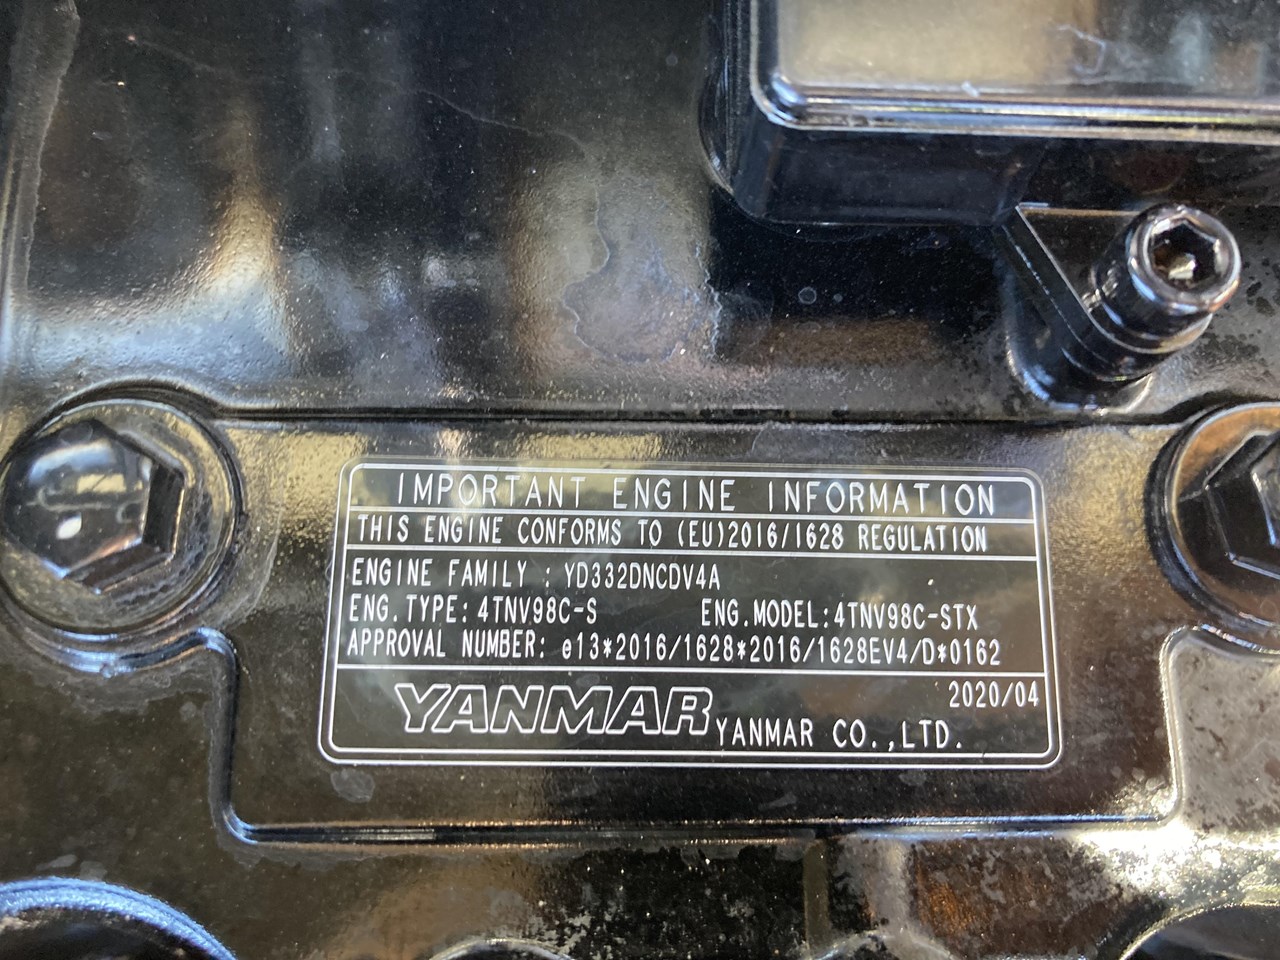 IMPORTANT ENGINE INFORMATION
THIS ENGINE CONFORMS TO (EU)2016/1628 REGULATION
ENGINE FAMILY : YD332DNCDV4A
ENG.TYPE: 4TNV98C-S ENG.MODEL:4TNV98C-STX
APPROVAL NUMBER: e13*2016/1628*2016/1628EV4/D*0162
2020/04
YANMAR YANMAR CO.,LTD.